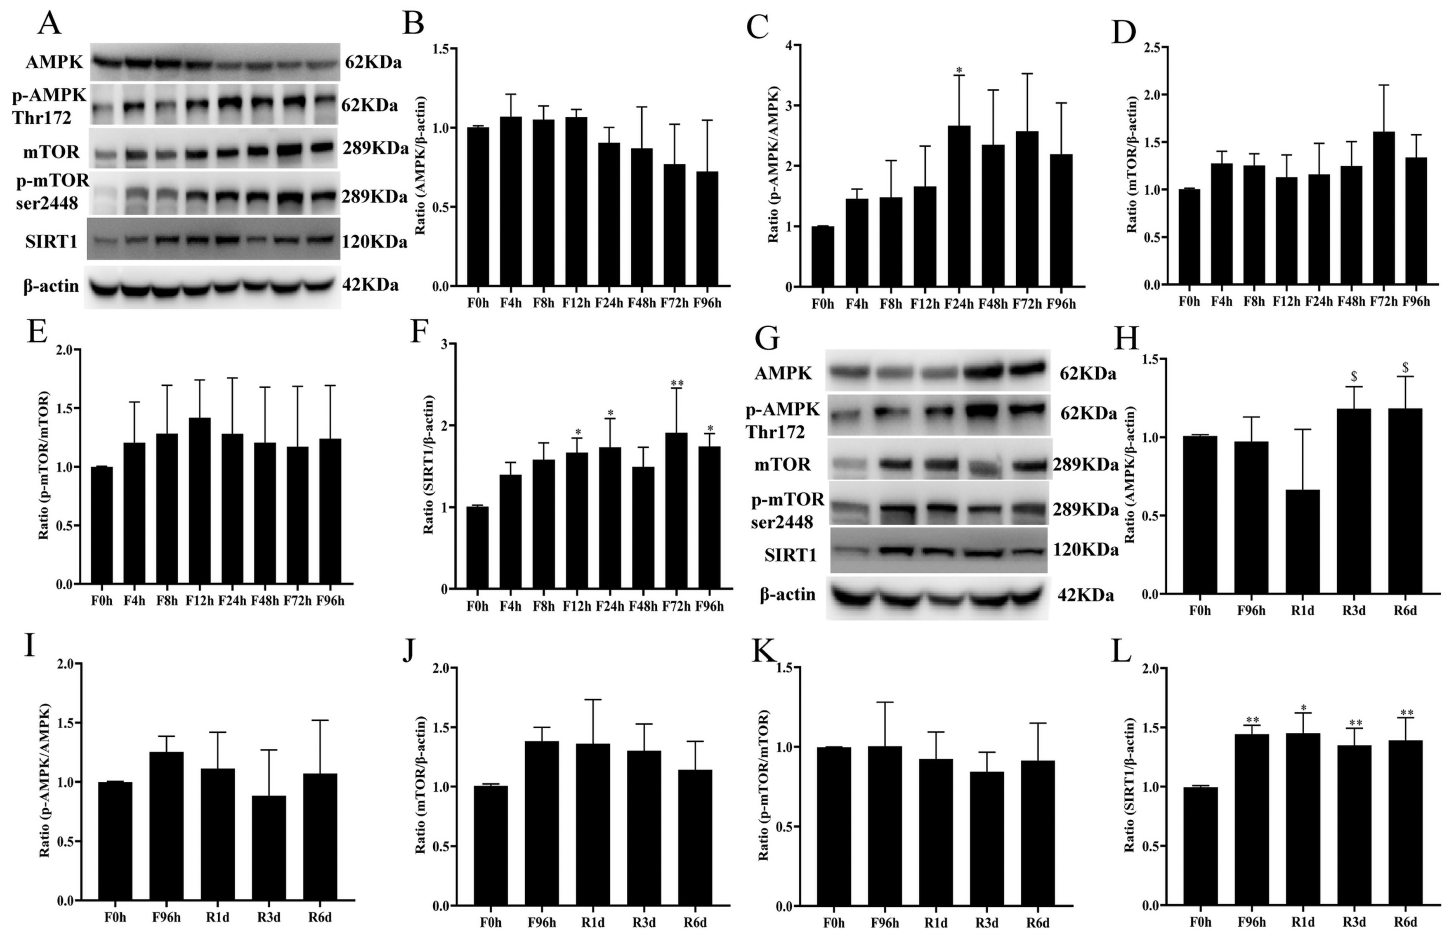 A
AMPK
62KDa
p-AMPK
Thr172
62KDa
mTOR
289KDa
p-mTOR
ser2448
289KDa
SIRT1
120KDa
β-actin
42KDa
B
Ratio (AMPK/β-actin)
1.5
1.0
0.5
0.0
F0h F4h F8h F12h F24h F48h F72h F96h
C
Ratio (p-AMPK/AMPK)
4
3
2
1
0
*
F0h F4h F8h F12h F24h F48h F72h F96h
D
Ratio (mTOR/β-actin)
2.5
2.0
1.5
1.0
0.5
0.0
F0h F4h F8h F12h F24h F48h F72h F96h
E
Ratio (p-mTOR/mTOR)
2.0
1.5
1.0
0.5
0.0
F0h F4h F8h F12h F24h F48h F72h F96h
F
Ratio (SIRT1/β-actin)
3
2
1
0
* * ** *
F0h F4h F8h F12h F24h F48h F72h F96h
G
AMPK
62KDa
p-AMPK
Thr172
62KDa
mTOR
289KDa
p-mTOR
ser2448
289KDa
SIRT1
120KDa
β-actin
42KDa
H
Ratio (AMPK/β-actin)
1.5
1.0
0.5
0.0
$ $
F0h F96h R1d R3d R6d
I
Ratio (p-AMPK/AMPK)
2.0
1.5
1.0
0.5
0.0
F0h F96h R1d R3d R6d
J
Ratio (mTOR/β-actin)
2.0
1.5
1.0
0.5
0.0
F0h F96h R1d R3d R6d
K
Ratio (p-mTOR/mTOR)
1.5
1.0
0.5
0.0
F0h F96h R1d R3d R6d
L
Ratio (SIRT1/β-actin)
2.0
1.5
1.0
0.5
0.0
** * ** **
F0h F96h R1d R3d R6d